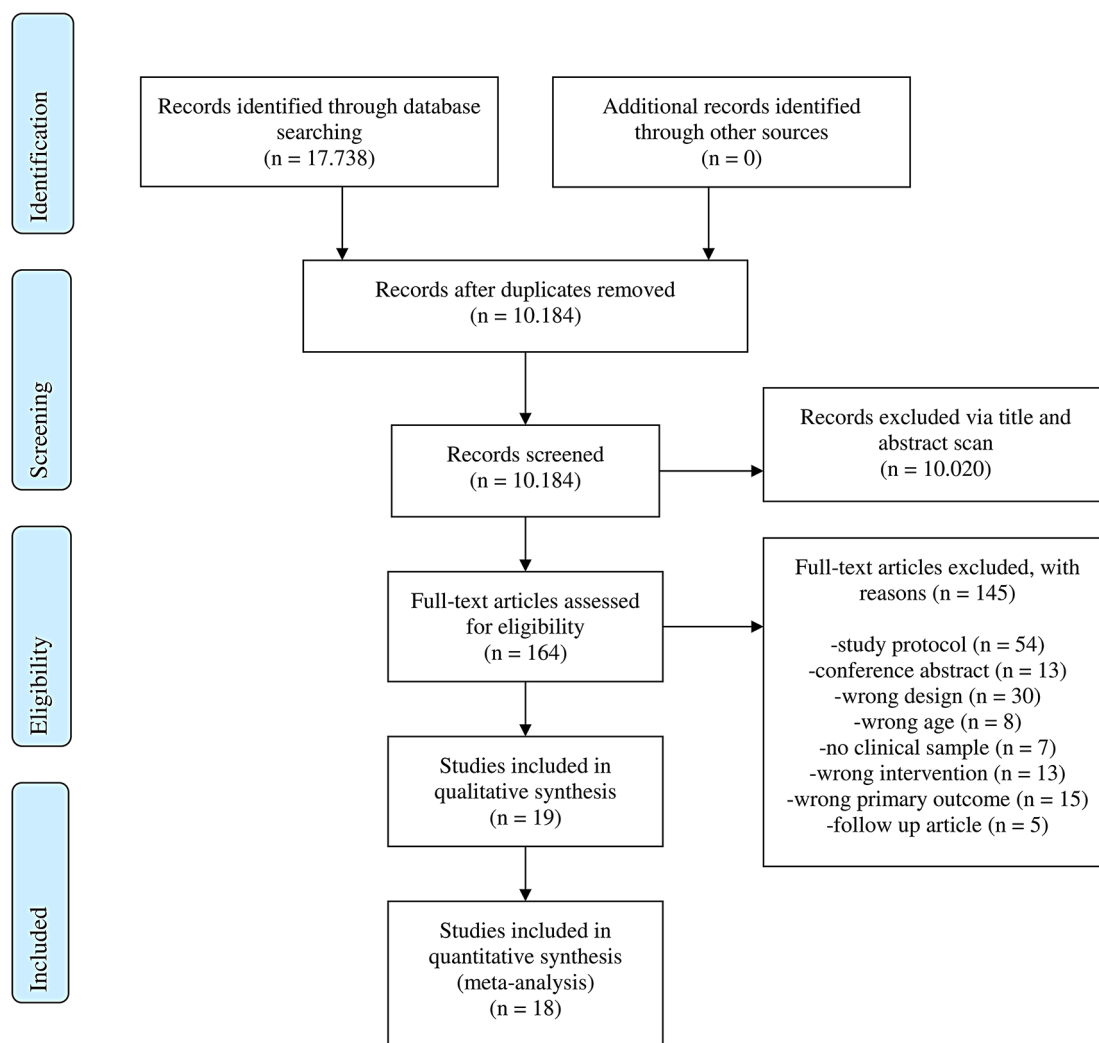 Identification
Records identified through database
searching
(n = 17.738)
Additional records identified
through other sources
(n = 0)
Records after duplicates removed
(n = 10.184)
Screening
Records screened
(n = 10.184)
Records excluded via title and
abstract scan
(n = 10.020)
Eligibility
Full-text articles assessed
for eligibility
(n = 164)
Full-text articles excluded, with
reasons (n = 145)
-study protocol (n = 54)
-conference abstract (n = 13)
-wrong design (n = 30)
-wrong age (n = 8)
-no clinical sample (n = 7)
-wrong intervention (n = 13)
-wrong primary outcome (n = 15)
-follow up article (n = 5)
Studies included in
qualitative synthesis
(n = 19)
Included
Studies included in
quantitative synthesis
(meta-analysis)
(n = 18)